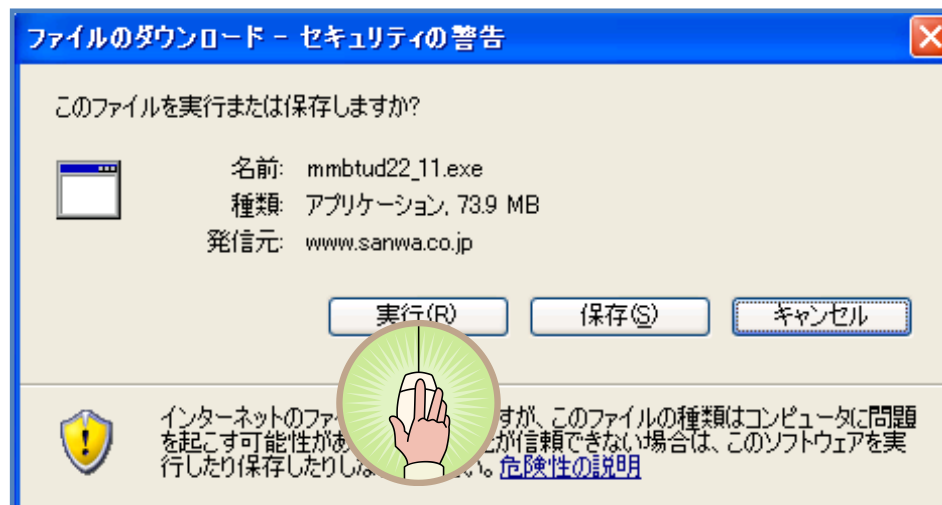 ファイルのダウンロード - セキュリティの警告
このファイルを実行または保存しますか?
名前: mmbtud22_11.exe
種類: アプリケーション, 73.9 MB
発信元: www.sanwa.co.jp
実行(R) 保存(S) キャンセル
インターネットのファ すが、このファイルの種類はコンピュータに問題
を起こす可能性があ が信頼できない場合は、このソフトウェアを実
行したり保存したりし い。危険性の説明